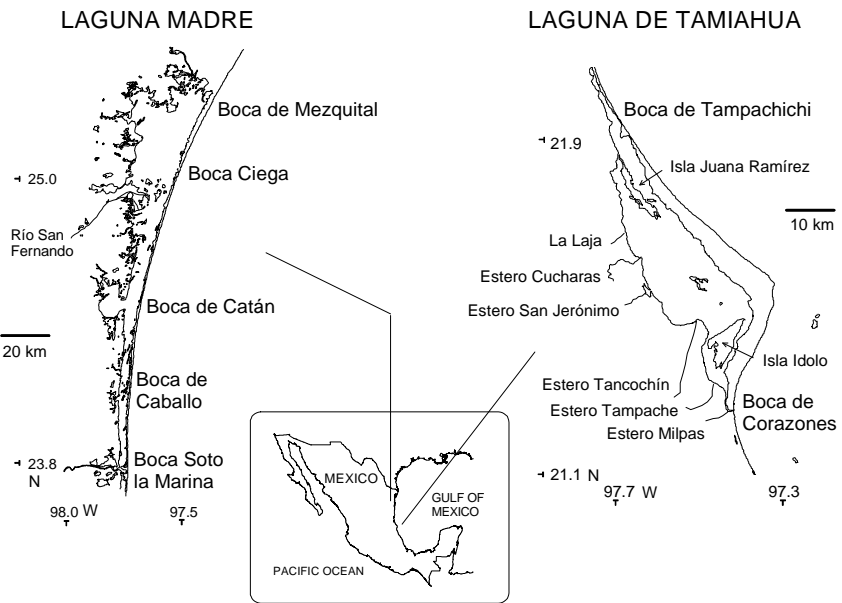 LAGUNA MADRE
Boca de Mezquital
Boca Ciega
25.0
Río San
Fernando
Boca de Catán
20 km
Boca de
Caballo
23.8
N
Boca Soto
la Marina
98.0 W
97.5
MEXICO
GULF OF
MEXICO
PACIFIC OCEAN
LAGUNA DE TAMIAHUA
Boca de Tampachichi
21.9
Isla Juana Ramírez
10 km
La Laja
Estero Cucharas
Estero San Jerónimo
Isla Idolo
Estero Tancochín
Estero Tampache
Estero Milpas
Boca de
Corazones
21.1 N
97.7 W
97.3